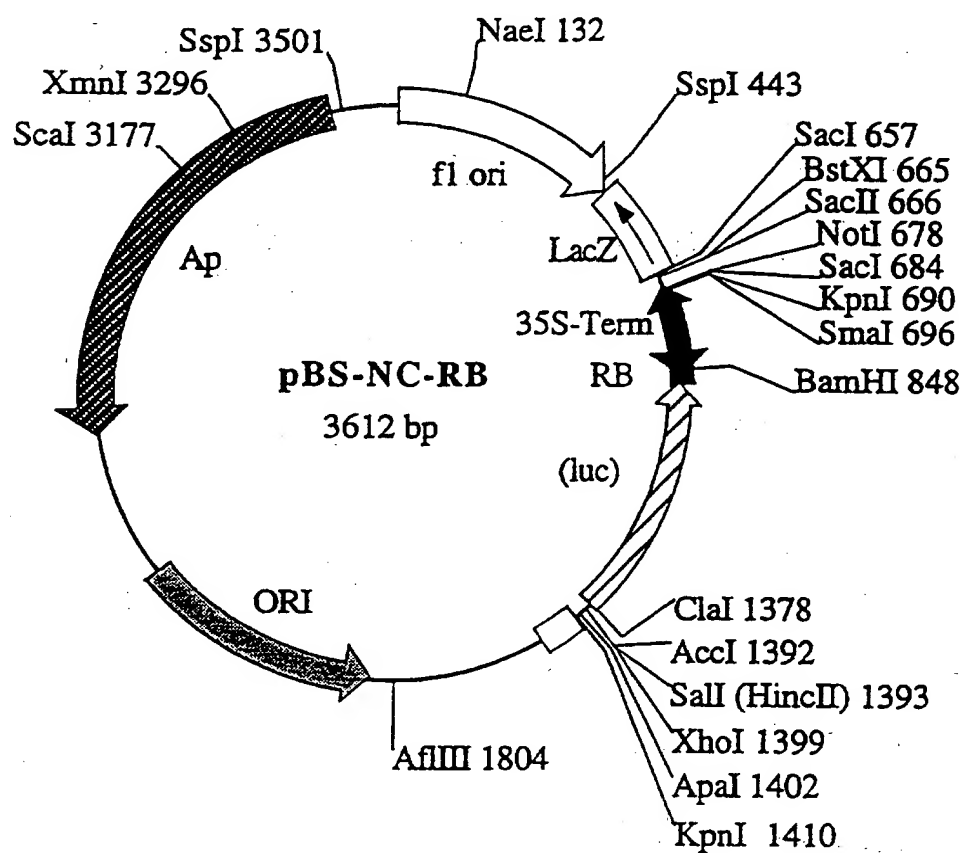 SspI 3501
NaeI 132
XmnI 3296
SspI 443
ScaI 3177
SacI 657
BstXI 665
SacII 666
NotI 678
SacI 684
KpnI 690
SmaI 696
BamHI 848
f1 ori
LacZ
Ap
35S-Term
RB
pBS-NC-RB
3612 bp
(luc)
ORI
ClaI 1378
AccI 1392
SalI (HincII) 1393
XhoI 1399
ApaI 1402
KpnI 1410
AflIII 1804